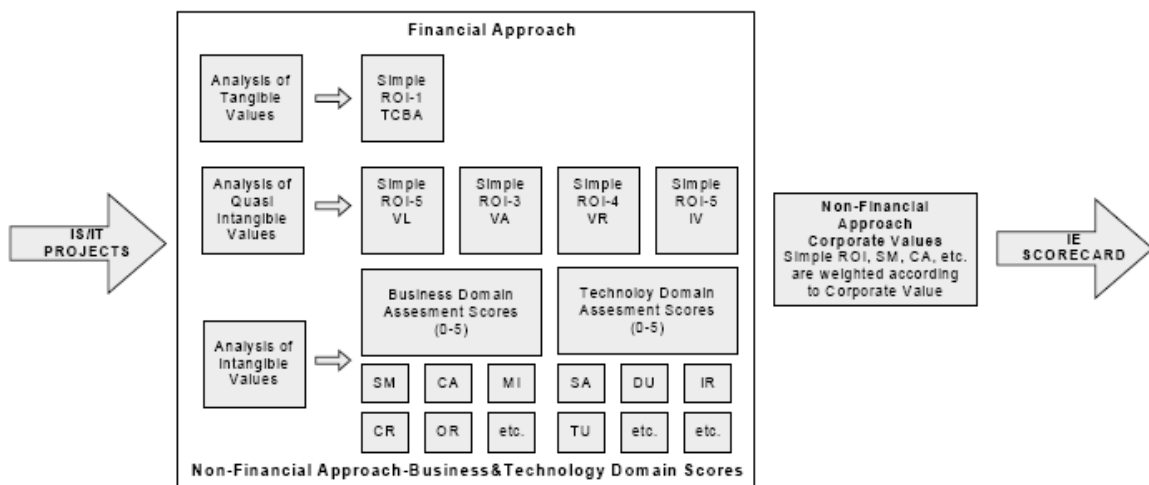 Financial Approach
Analysis of
Tangible
Values
Simple
ROI-1
TCBA
Analysis of
Quasi
Intangible
Values
Simple
ROI-5
VL
Simple
ROI-3
VA
Simple
ROI-4
VR
Simple
ROI-5
IV
IS/IT
PROJECTS
Non-Financial
Approach
Corporate Values
Simple ROI, SM, CA, etc.
are weighted according
to Corporate Value
IE
SCORECARD
Analysis of
Intangible
Values
Business Domain
Assesment Scores
(0-5)
Technoloy Domain
Assesment Scores
(0-5)
SM
CA
MI
SA
DU
IR
CR
OR
etc.
TU
etc.
etc.
Non-Financial Approach-Business&Technology Domain Scores